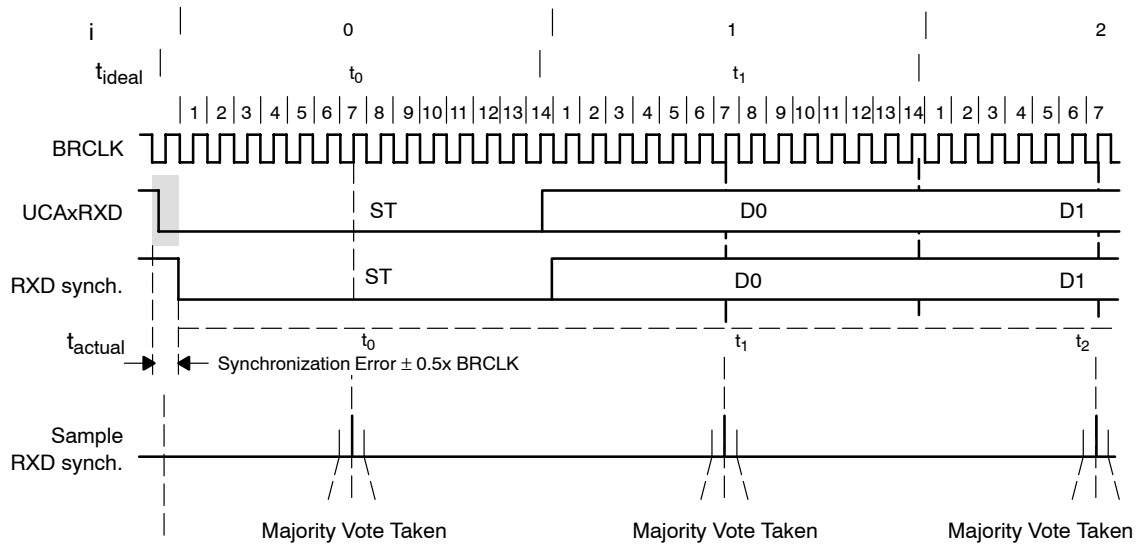 i 0 1 2
tideal t0 t1
1 2 3 4 5 6 7 8 9 10 11 12 13 14 1 2 3 4 5 6 7 8 9 10 11 12 13 14 1 2 3 4 5 6 7
BRCLK
UCAxRXD ST D0 D1
RXD synch. ST D0 D1
tactual t0 t1 t2
Synchronization Error ± 0.5x BRCLK
Sample
RXD synch.
Majority Vote Taken Majority Vote Taken Majority Vote Taken